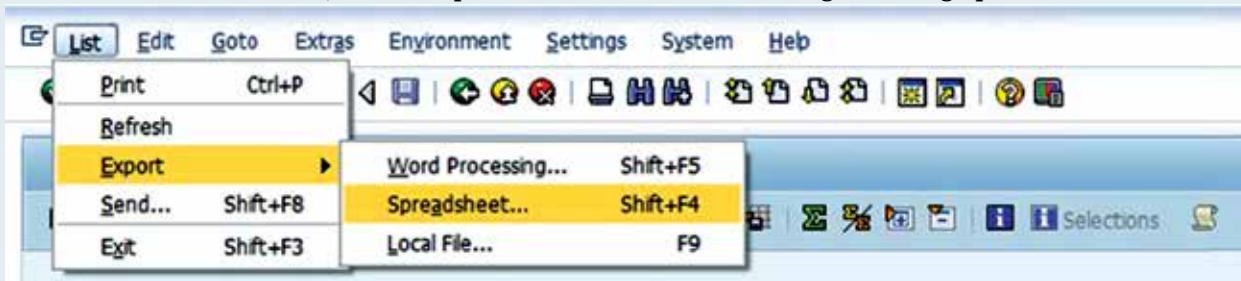 List Edit Goto Extras Environment Settings System Help
Print Ctrl+P
Refresh
Export
Word Processing... Shift+F5
Send... Shift+F8
Spreadsheet... Shift+F4
Selections
Exit Shift+F3
Local File... F9